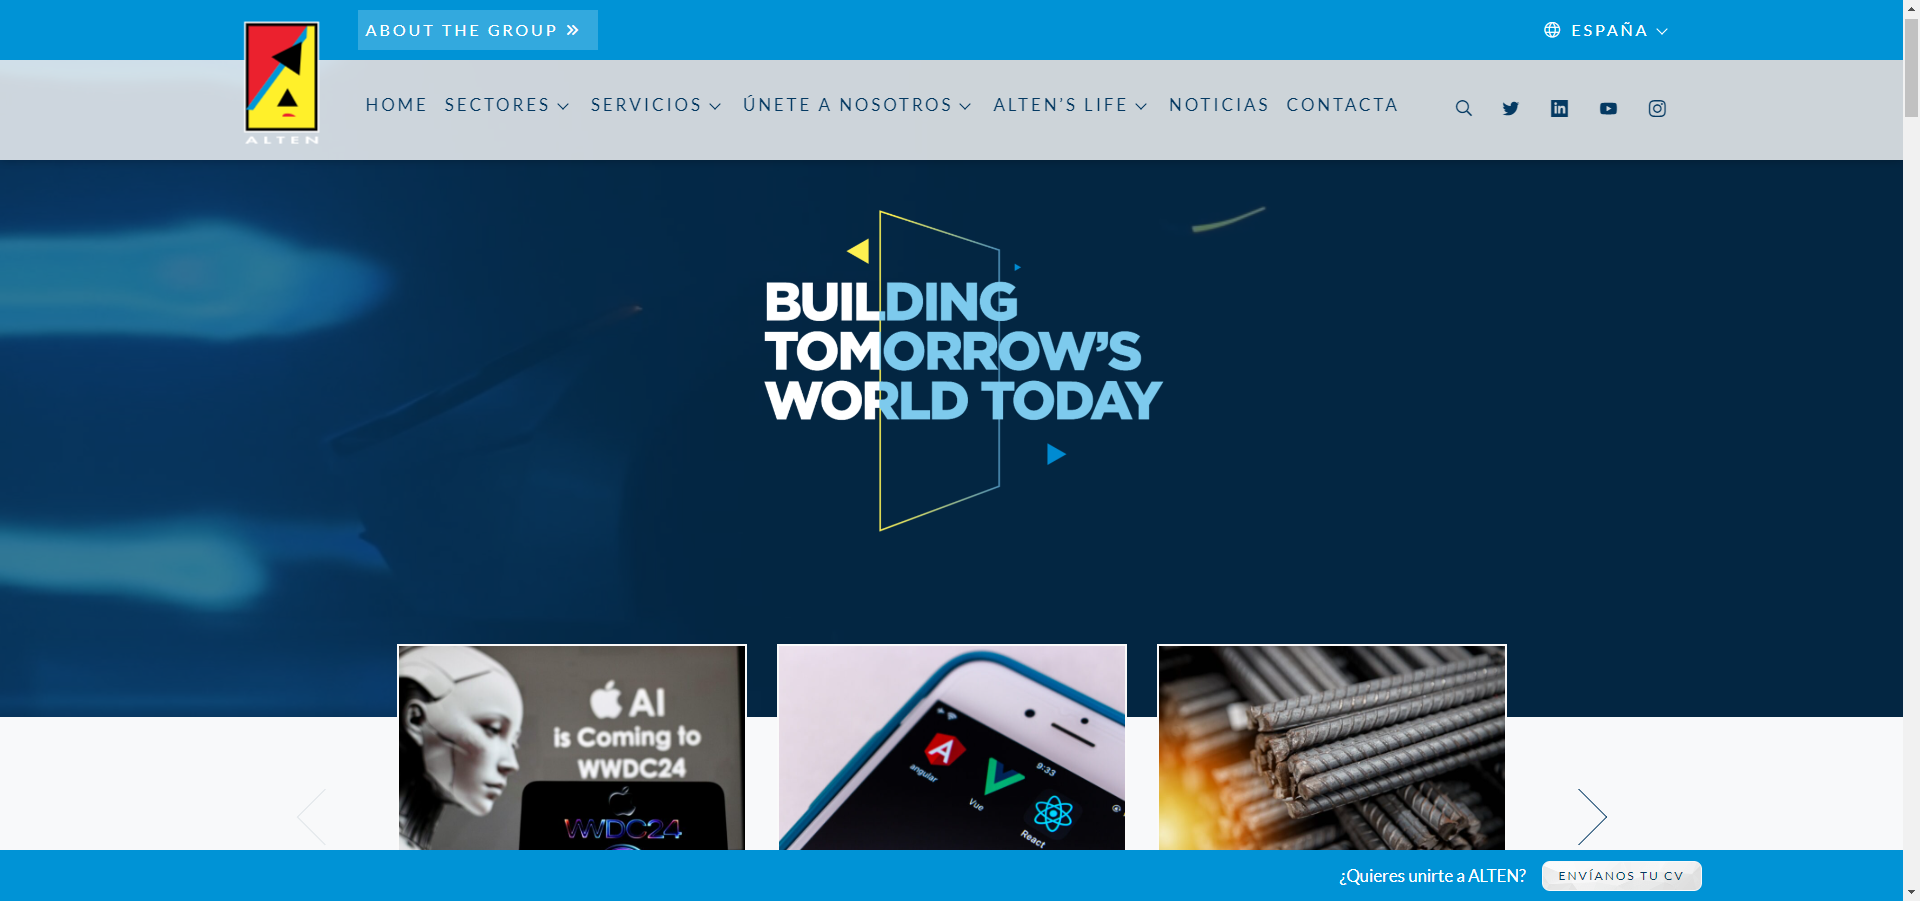 ABOUT THE GROUP »
ESPAÑA
ALTEN
HOME SECTORES SERVICIOS ÚNETE A NOSOTROS ALTEN'S LIFE NOTICIAS CONTACTA
BUILDING
TOMORROW'S
WORLD TODAY
AI
is Coming to
WWDC24
WWDC24
9:33
angular
Vue
React
¿Quieres unirte a ALTEN?
ENVÍANOS TU CV